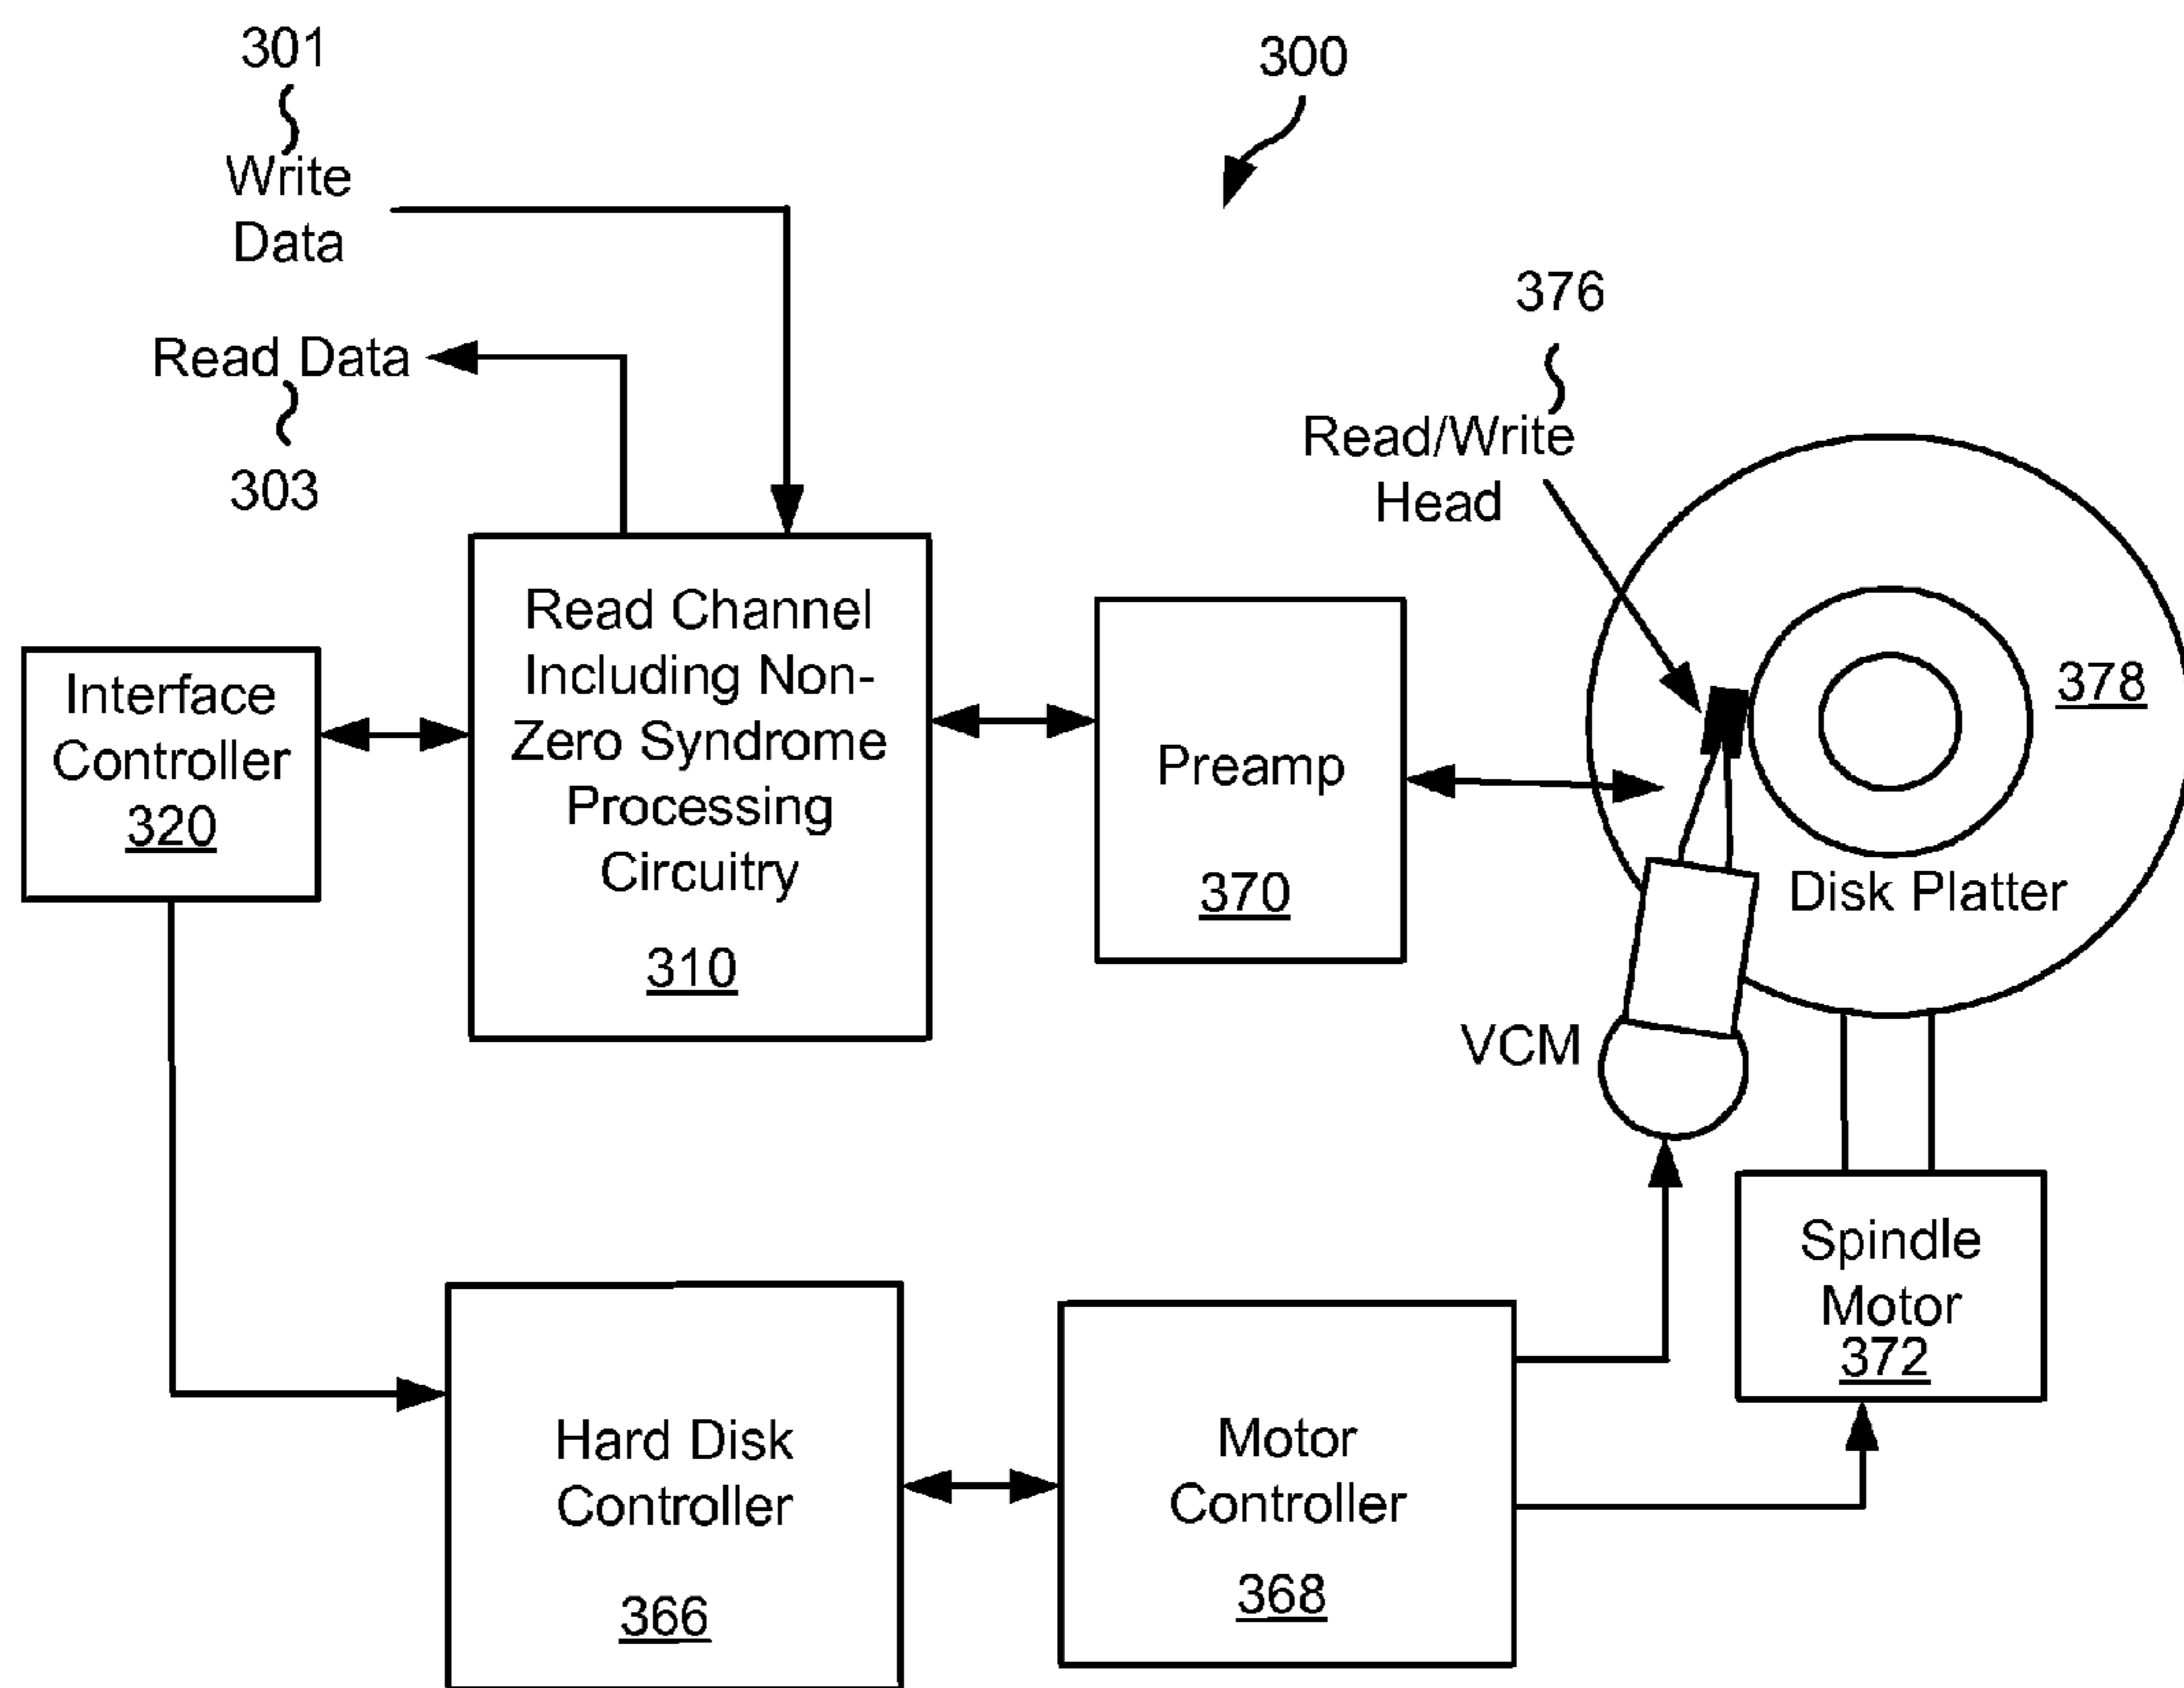 301
Write
Data
300
Read Data
303
376
Read/Write
Head
Read Channel
Including Non-
Zero Syndrome
Processing
Circuitry
310
Interface
Controller
320
Preamp
370
378
Disk Platter
VCM
Spindle
Motor
372
Hard Disk
Controller
366
Motor
Controller
368